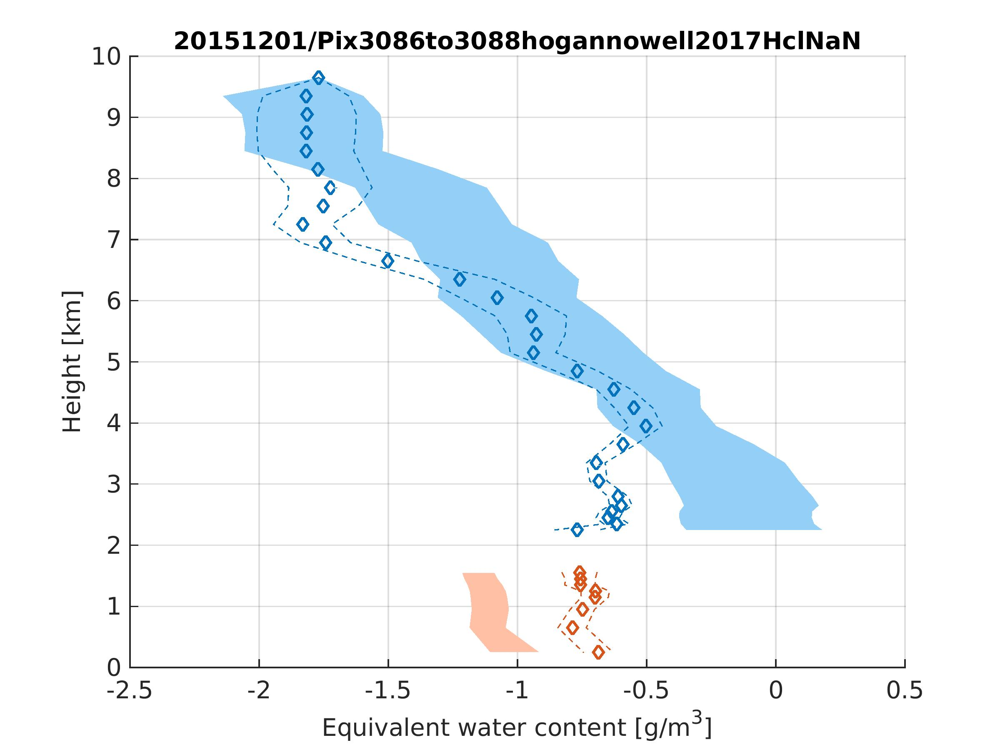 20151201/Pix3086to3088hogannowell2017HclNaN
10
9
8
7
6
5
4
3
2
1
0
Height [km]
-2.5 -2 -1.5 -1 -0.5 0 0.5
Equivalent water content [g/m³]